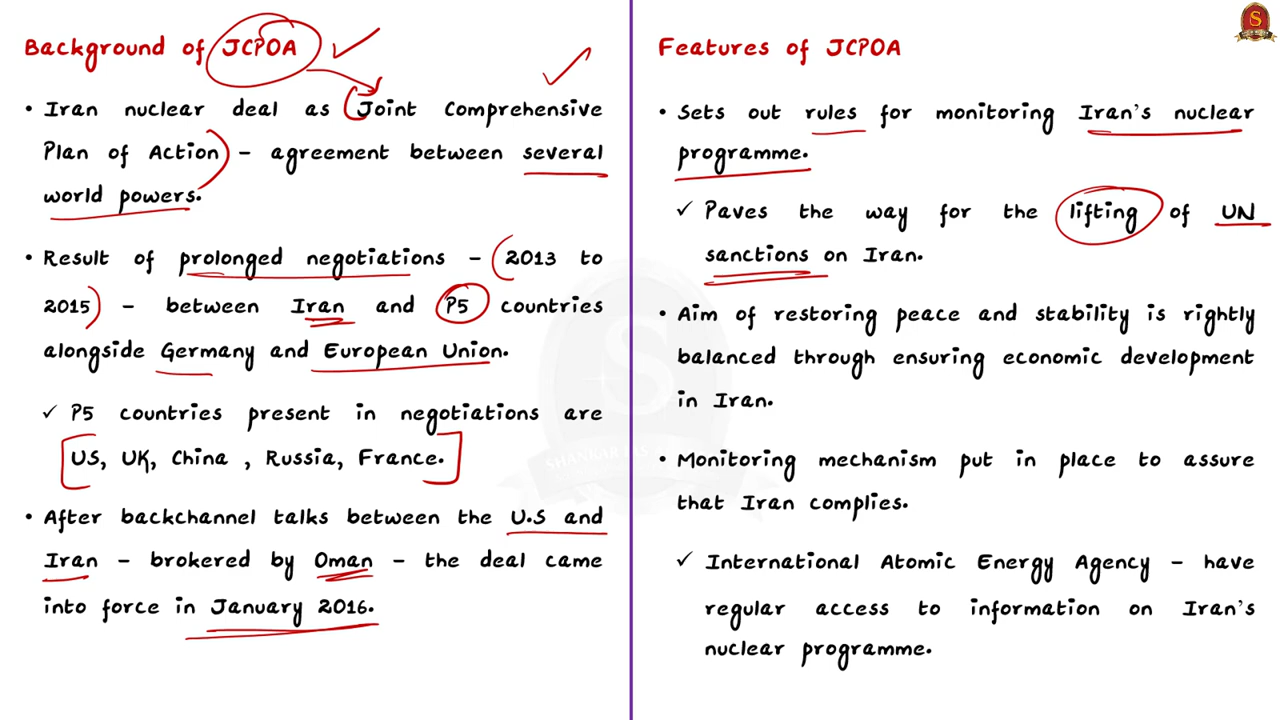 Background of JCPOA
• Iran nuclear deal as Joint Comprehensive
Plan of Action - agreement between several
world powers.
• Result of prolonged negotiations - 2013 to
2015 - between Iran and P5 countries
alongside Germany and European Union.
✓ P5 countries present in negotiations are
US, UK, China , Russia, France.
• After backchannel talks between the U.S and
Iran - brokered by Oman - the deal came
into force in January 2016.
Features of JCPOA
• Sets out rules for monitoring Iran's nuclear
programme.
✓ Paves the way for the lifting of UN
sanctions on Iran.
• Aim of restoring peace and stability is rightly
balanced through ensuring economic development
in Iran.
• Monitoring mechanism put in place to assure
that Iran complies.
✓ International Atomic Energy Agency - have
regular access to information on Iran's
nuclear programme.
S
S